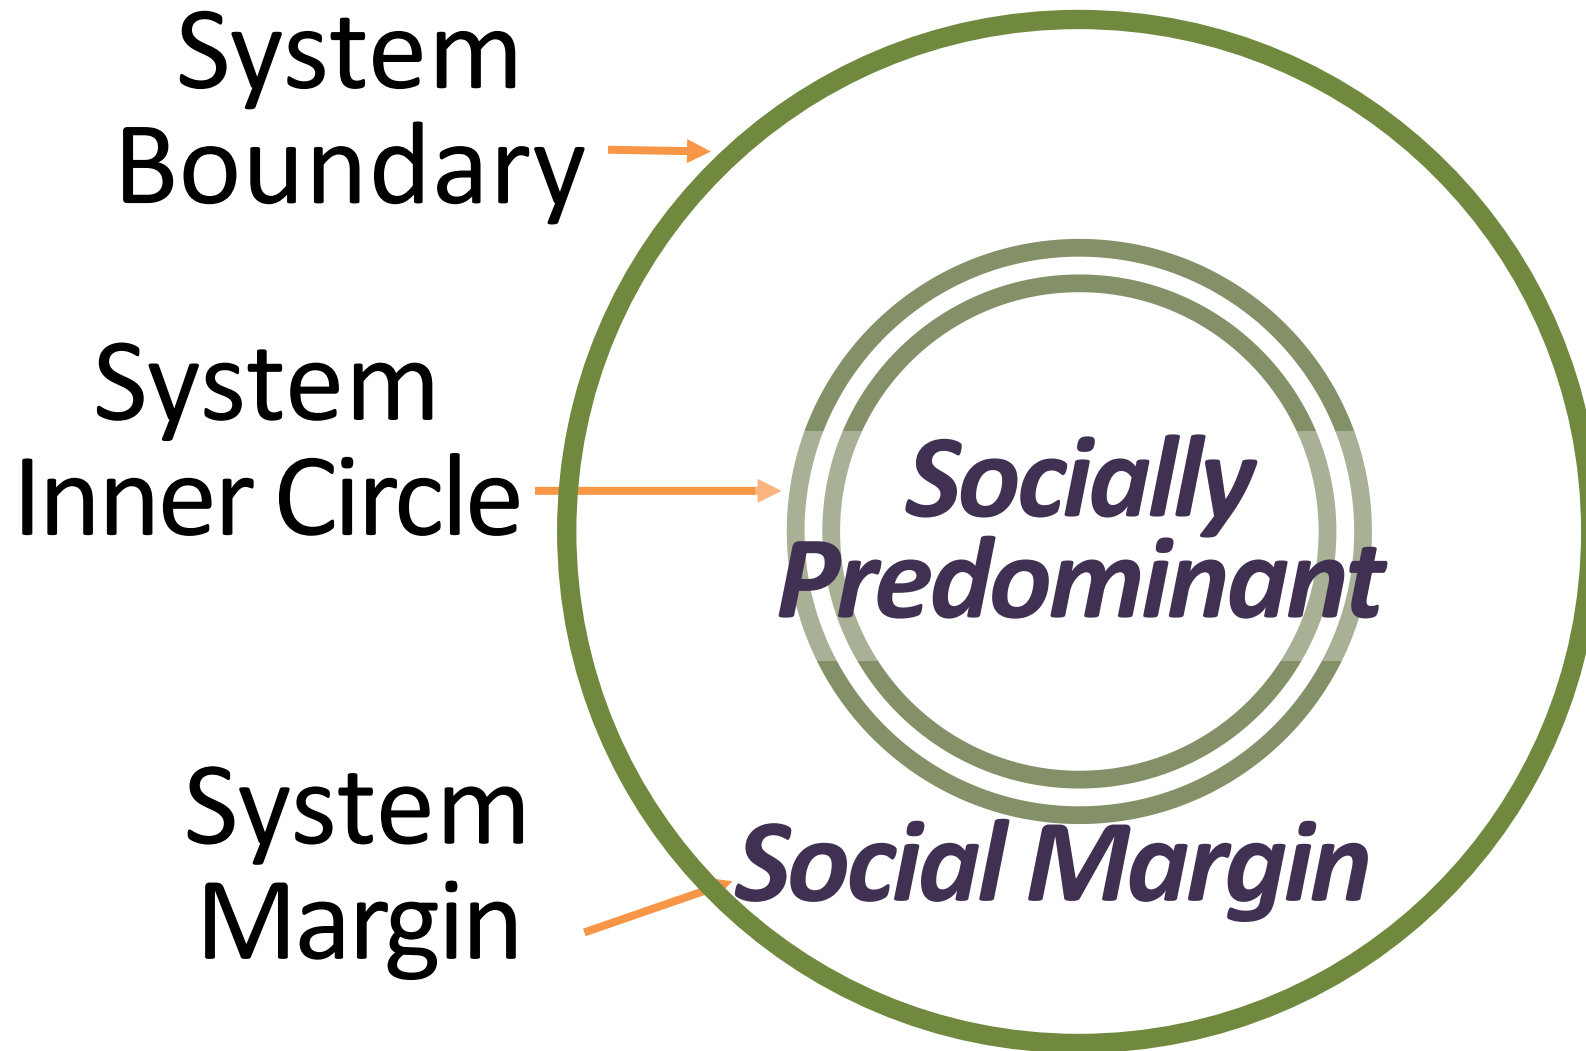 System
Boundary
System
Inner Circle
Socially
Predominant
System
Margin
Social Margin